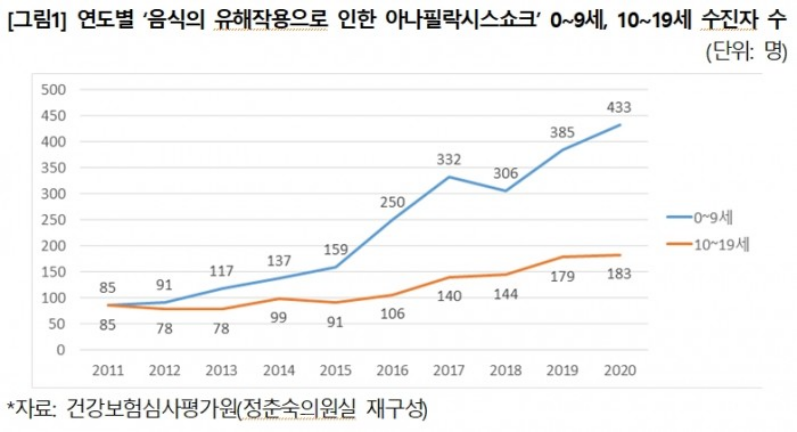 [그림1] 연도별 ‘음식의 유해작용으로 인한 아나필락시스쇼크’ 0~9세, 10~19세 수진자 수
(단위: 명)
500
450
400
350
300
250
200
150
100
50
0
85 91 117 137 159 250 332 306 385 433
85 78 78 99 91 106 140 144 179 183
0~9세
10~19세
2011 2012 2013 2014 2015 2016 2017 2018 2019 2020
*자료: 건강보험심사평가원(정춘숙의원실 재구성)